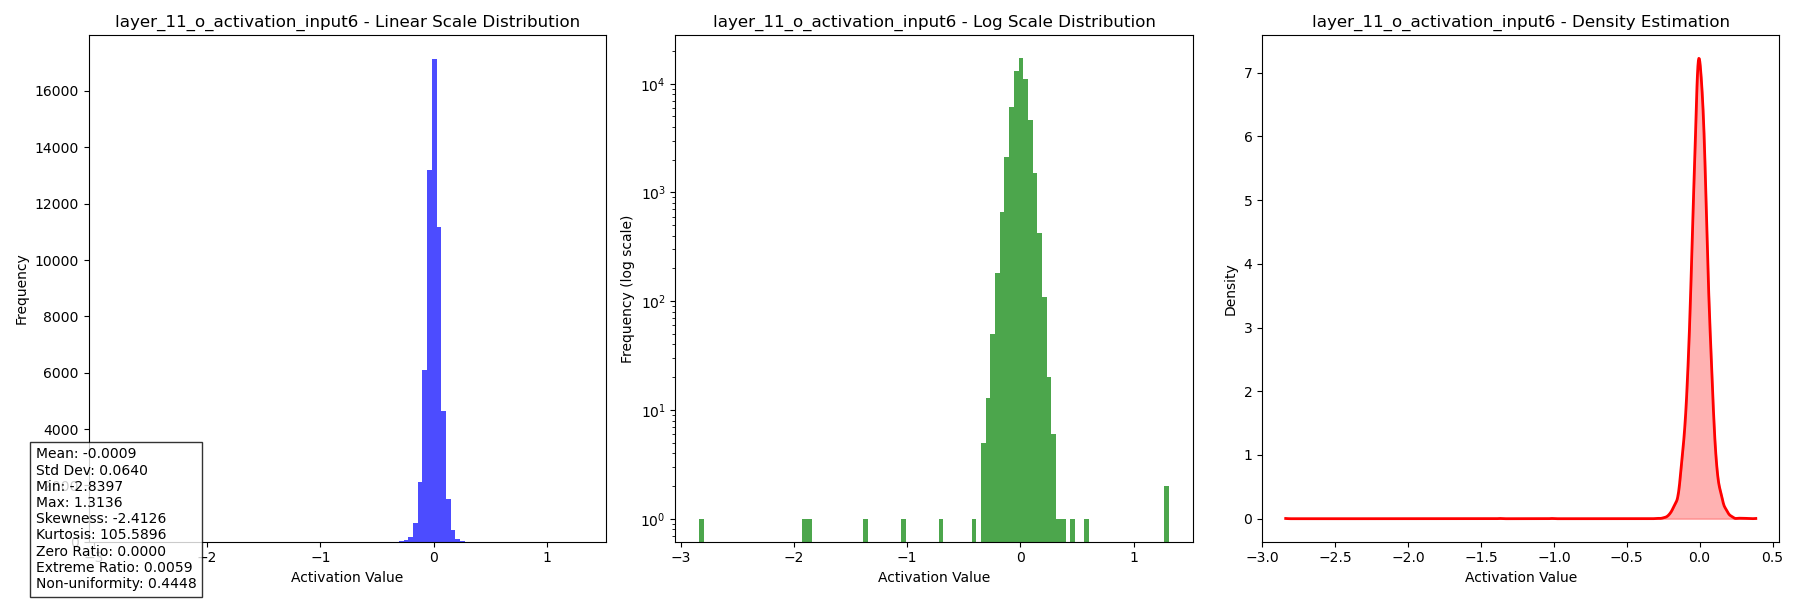 layer_11_o_activation_input6 - Linear Scale Distribution
16000
14000
12000
10000
8000
6000
4000
Frequency
−2
−1
0
1
Activation Value
Mean: -0.0009
Std Dev: 0.0640
Min: -2.8397
Max: 1.3136
Skewness: -2.4126
Kurtosis: 105.5896
Zero Ratio: 0.0000
Extreme Ratio: 0.0059
Non-uniformity: 0.4448
layer_11_o_activation_input6 - Log Scale Distribution
10⁴
10³
10²
10¹
10⁰
Frequency (log scale)
−3
−2
−1
0
1
Activation Value
layer_11_o_activation_input6 - Density Estimation
7
6
5
4
3
2
1
0
Density
−3.0
−2.5
−2.0
−1.5
−1.0
−0.5
0.0
0.5
Activation Value